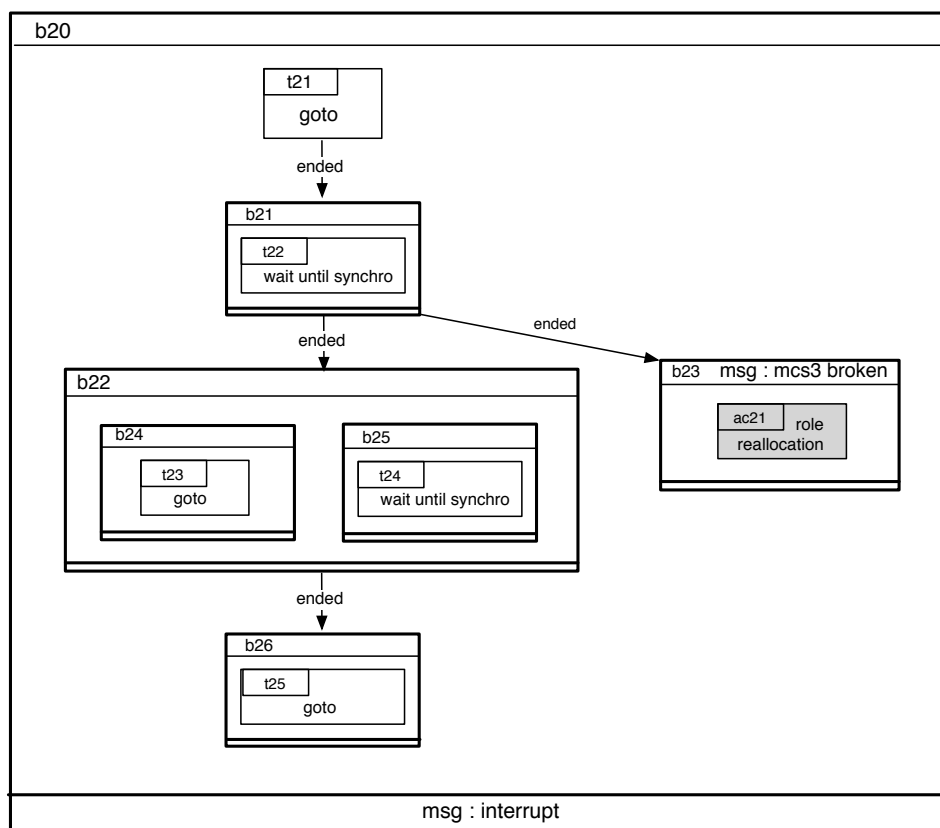 b20
t21
goto
ended
b21
t22
wait until synchro
ended
ended
b22
b23 msg : mcs3 broken
ac21 role
reallocation
b24
t23
goto
b25
t24
wait until synchro
ended
b26
t25
goto
msg : interrupt